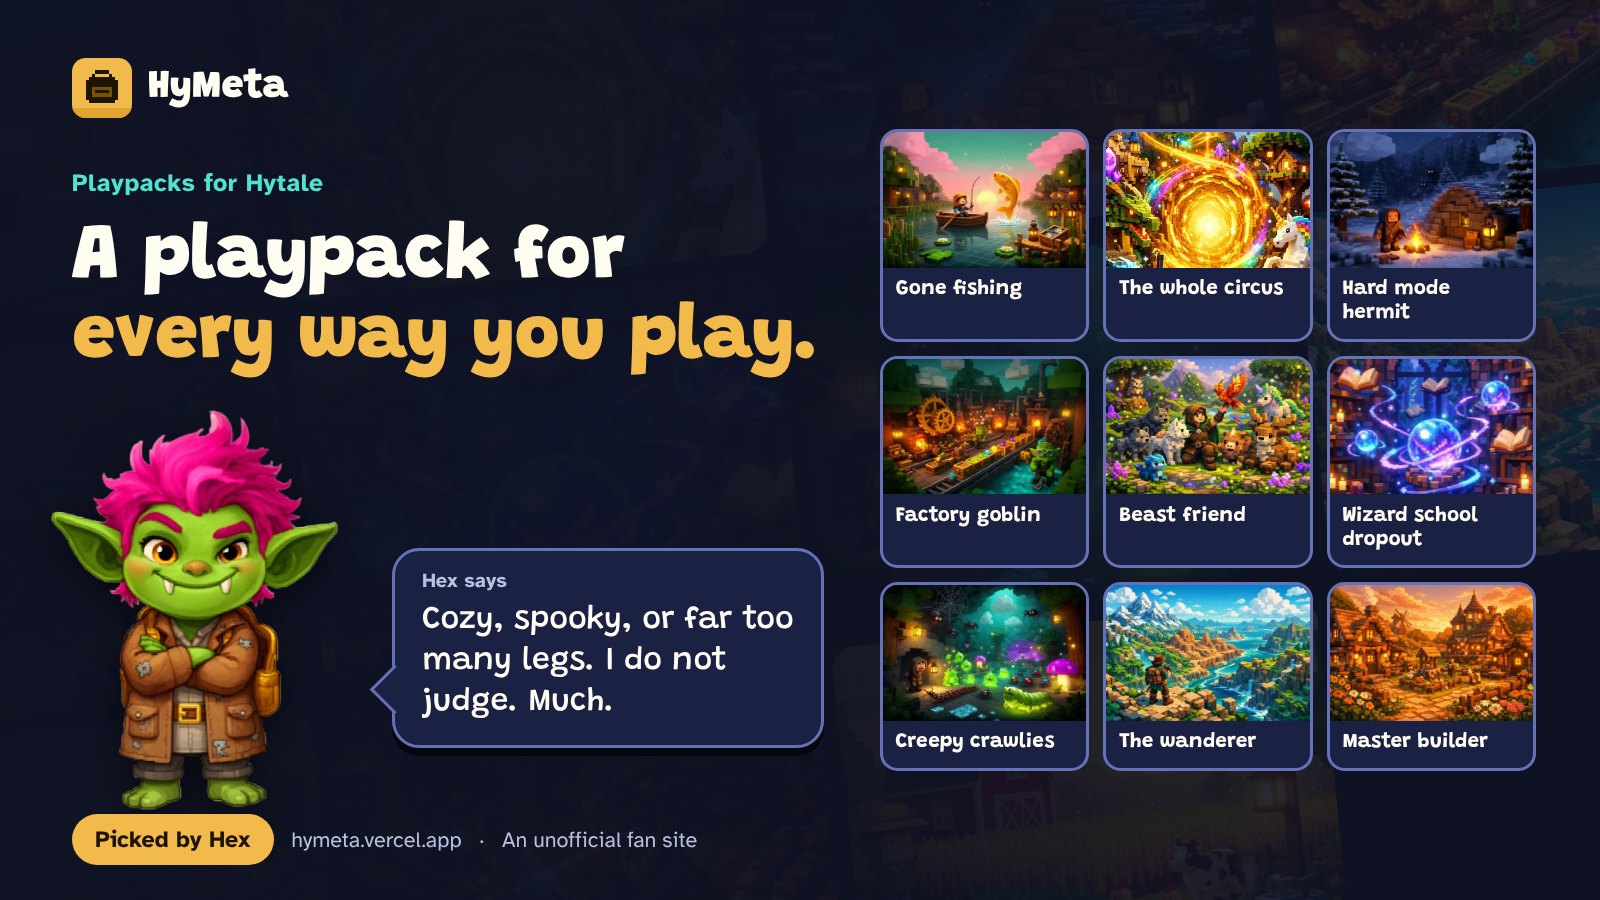 HyMeta
Playpacks for Hytale
A playpack for
every way you play.
Hex says
Cozy, spooky, or far too
many legs. I do not
judge. Much.
Picked by Hex
hymeta.vercel.app · An unofficial fan site
Gone fishing
The whole circus
Hard mode
hermit
Factory goblin
Beast friend
Wizard school
dropout
Creepy crawlies
The wanderer
Master builder